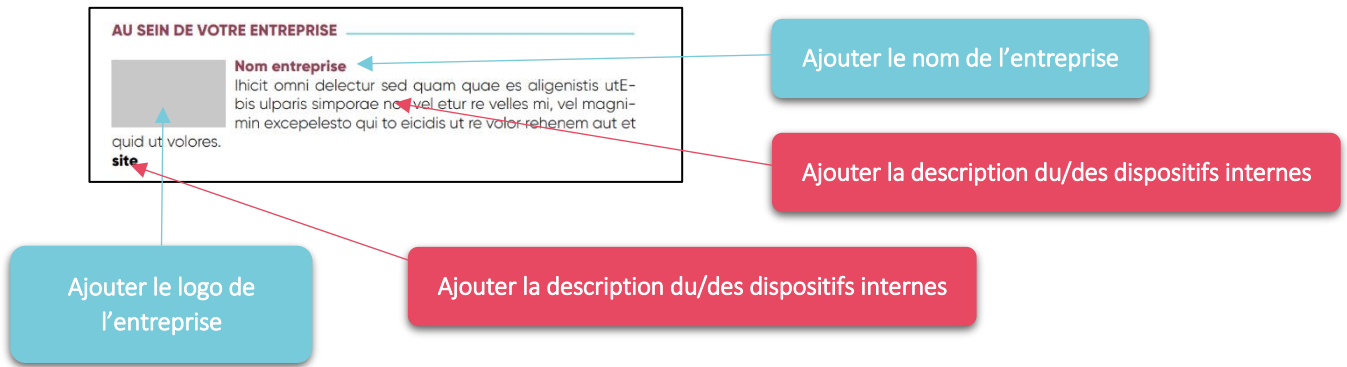 AU SEIN DE VOTRE ENTREPRISE
Nom entreprise
Ihicit omni delectur sed quam quae es aligenistis utE-
bis ulparis simporae non vel etur re velles mi, vel magni-
min excepelesto qui to eicidis ut re volor rehenem aut et
quid ut volores.
site
Ajouter le nom de l’entreprise
Ajouter la description du/des dispositifs internes
Ajouter la description du/des dispositifs internes
Ajouter le logo de
l’entreprise